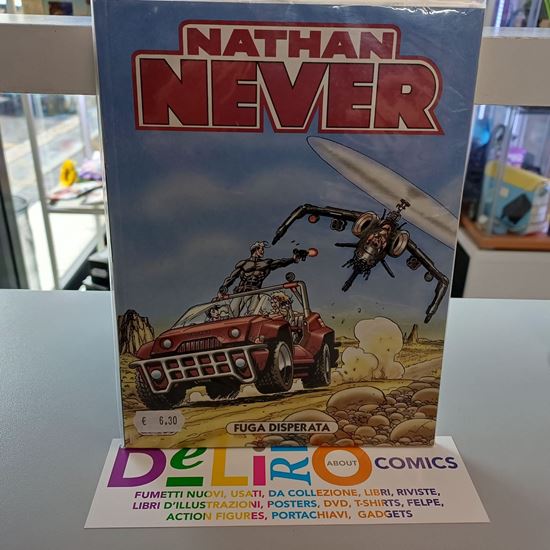 NATHAN
NEVER
€ 6,30
FUGA DISPERATA
DeLiRiO ABOUT COMICS
FUMETTI NUOVI, USATI, DA COLLEZIONE, LIBRI, RIVISTE,
LIBRI D'ILLUSTRAZIONI, POSTERS, DVD, T-SHIRTS, FELPE,
ACTION FIGURES, PORTACHIAVI, GADGETS